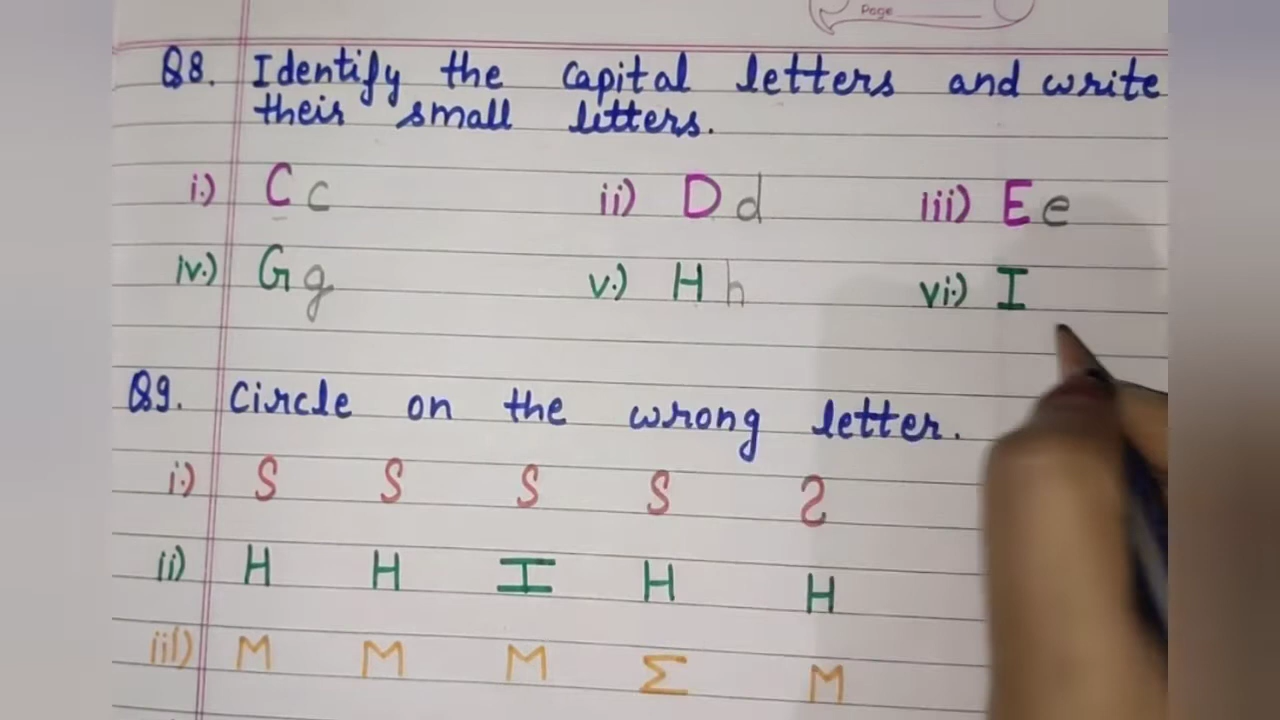 Page
Q8. Identify the capital letters and write
their small letters.
i.) C c ii) D d iii) E e
iv.) G g v.) H h vi.) I
Q9. Circle on the wrong letter.
i.) S S S S Ƨ
ii) H H I H H
iii) M M M Σ M